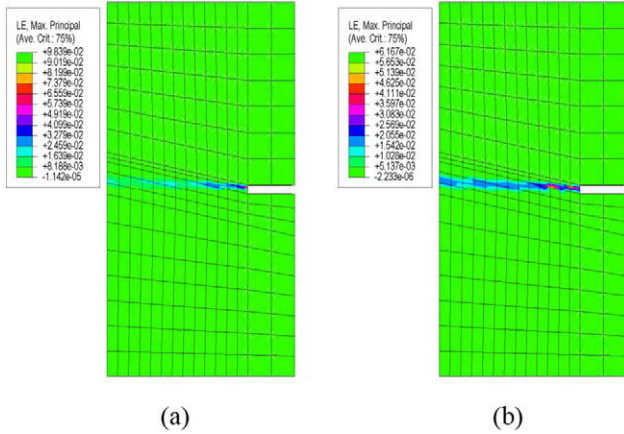 LE, Max. Principal
(Ave. Crit.: 75%)
+9.839e-02
+9.019e-02
+8.199e-02
+7.379e-02
+6.559e-02
+5.739e-02
+4.919e-02
+4.099e-02
+3.279e-02
+2.459e-02
+1.639e-02
+8.188e-03
-1.142e-05
LE, Max. Principal
(Ave. Crit.: 75%)
+6.167e-02
+5.653e-02
+5.139e-02
+4.625e-02
+4.111e-02
+3.597e-02
+3.083e-02
+2.569e-02
+2.055e-02
+1.542e-02
+1.028e-02
+5.137e-03
-2.233e-06
(a)
(b)